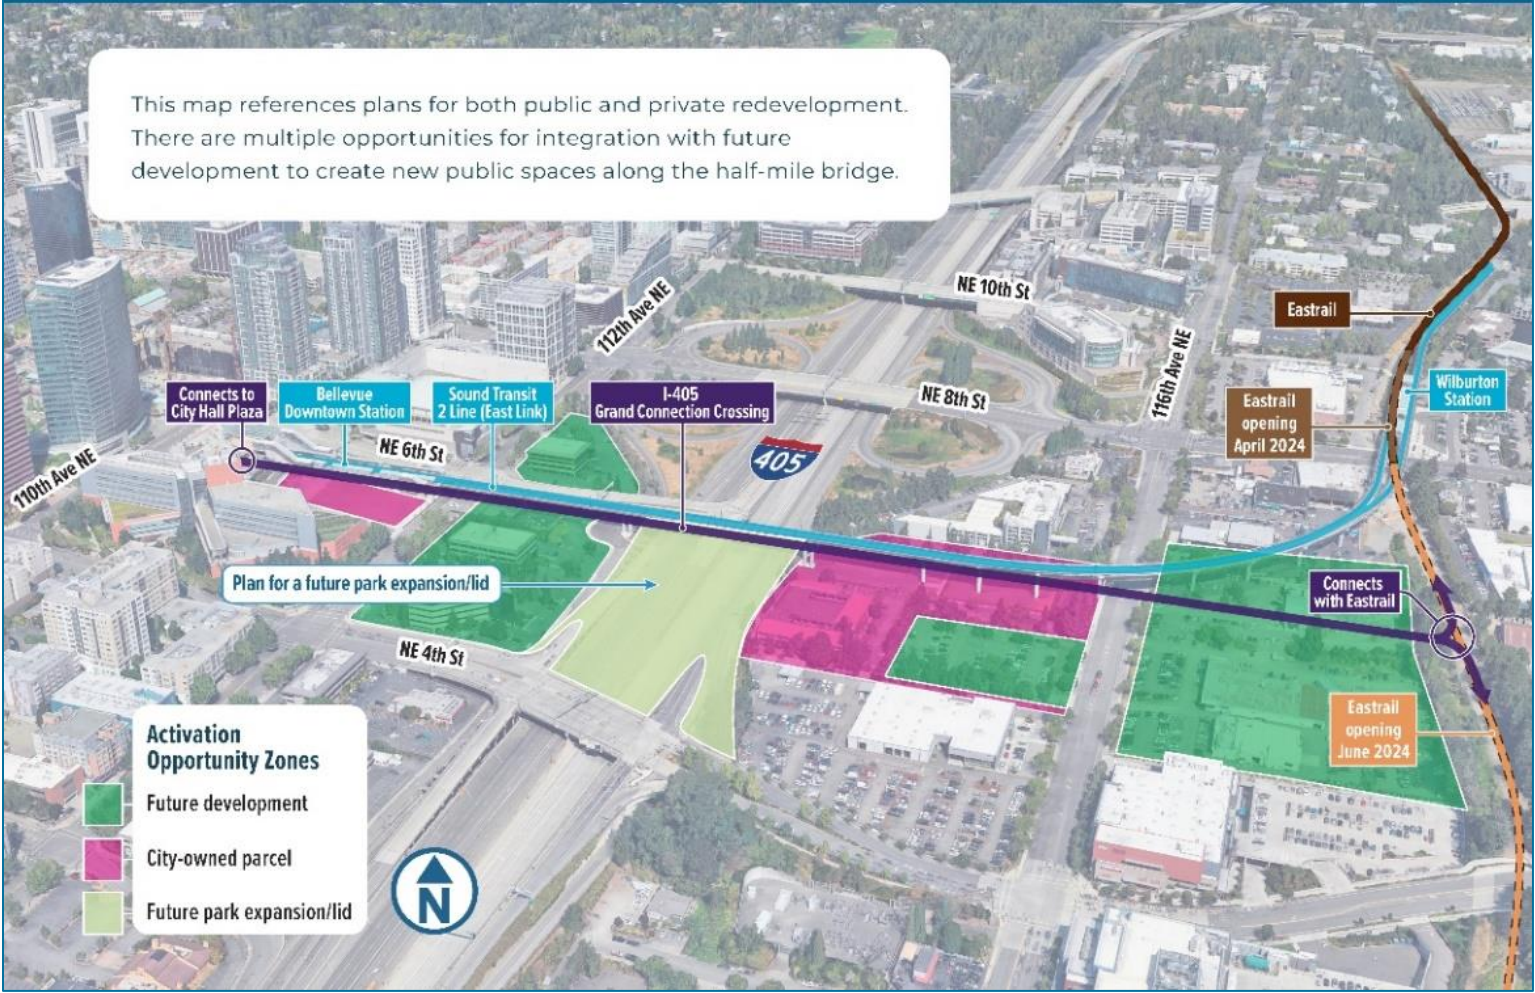 This map references plans for both public and private redevelopment.
There are multiple opportunities for integration with future
development to create new public spaces along the half-mile bridge.
NE 10th St
112th Ave NE
Eastrail
116th Ave NE
NE 8th St
Wilburton
Station
Eastrail
opening
April 2024
Connects to
City Hall Plaza
Bellevue
Downtown Station
Sound Transit
2 Line (East Link)
I-405
Grand Connection Crossing
NE 6th St
405
110th Ave NE
Plan for a future park expansion/lid
Connects
with Eastrail
NE 4th St
Eastrail
opening
June 2024
Activation
Opportunity Zones
Future development
City-owned parcel
Future park expansion/lid
N